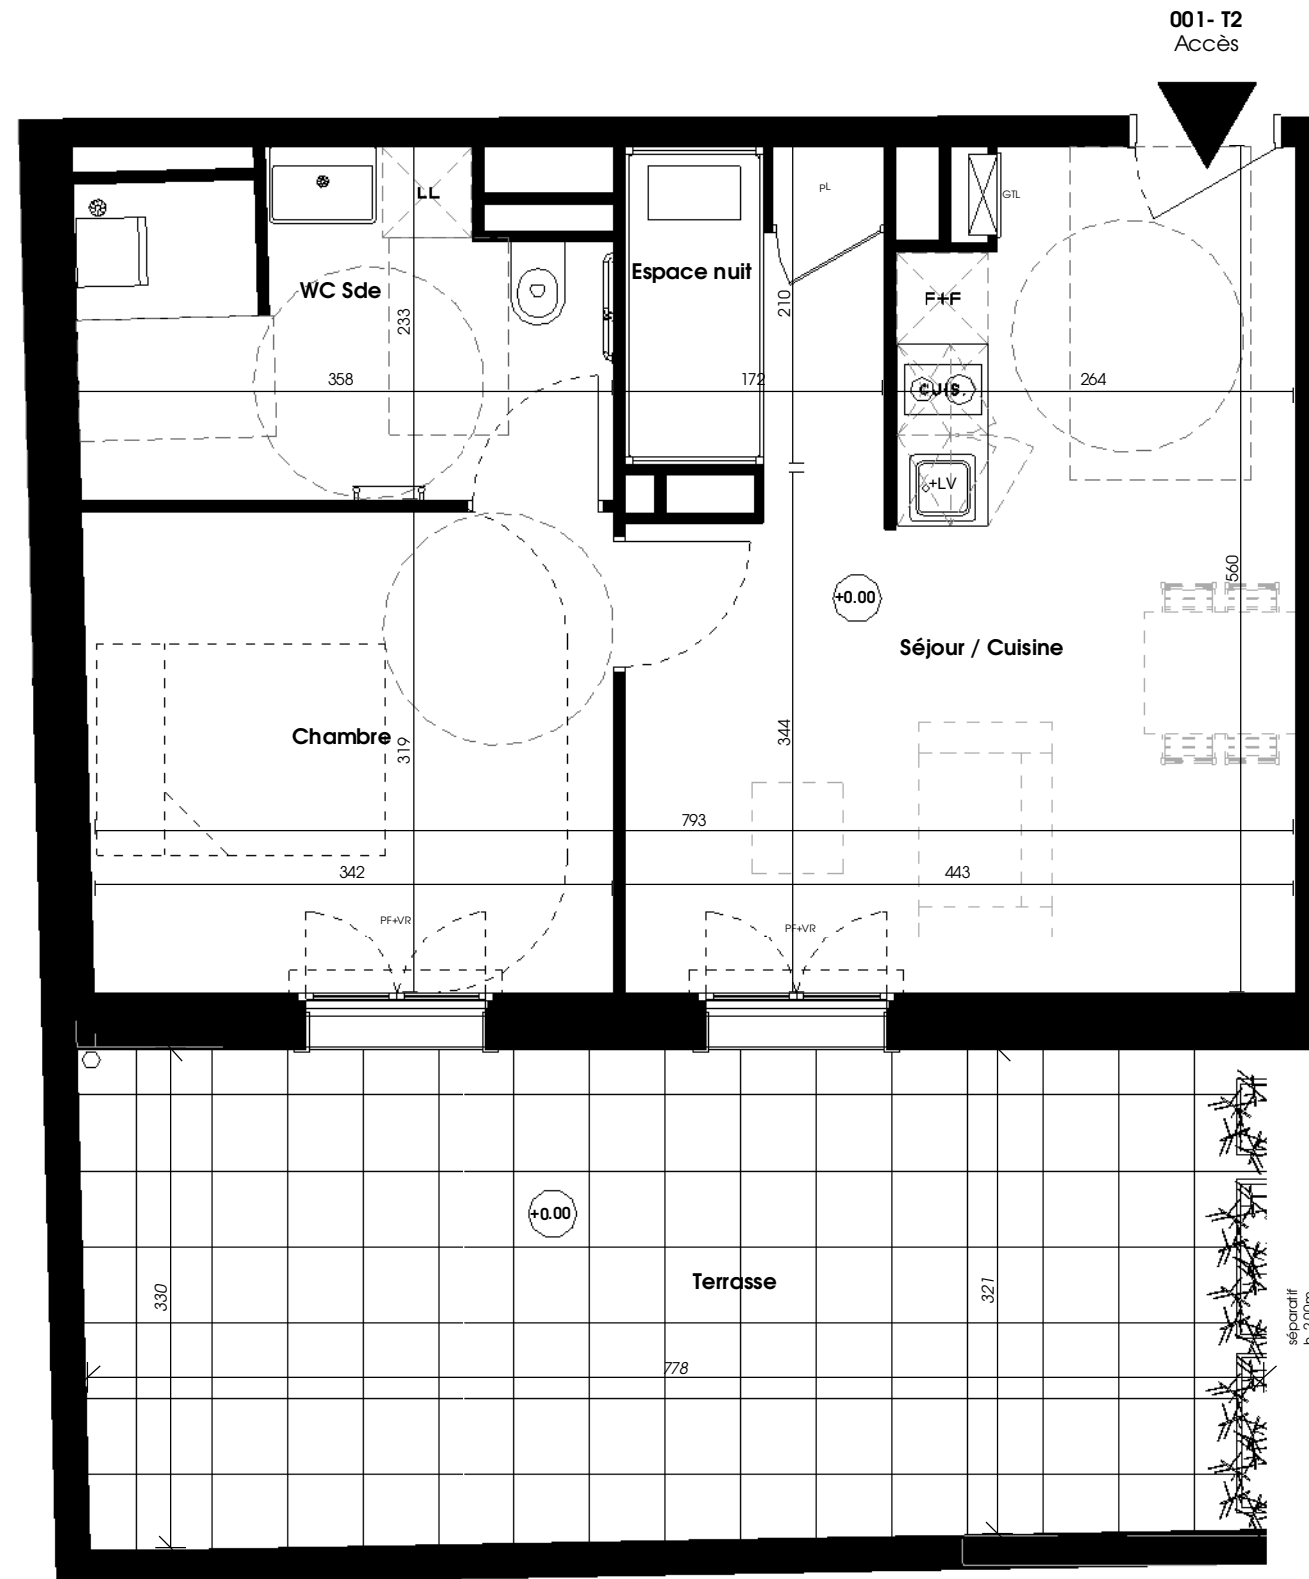 001- T2
Accès
LL
pL
GTL
WC Sde
Espace nuit
F+F
233
210
358
172
264
CUIS.
+LV
560
+0.00
Séjour / Cuisine
Chambre
319
344
793
342
443
PF+VR
PF+VR
+0.00
Terrasse
330
321
778
séparatif
h 2.00m